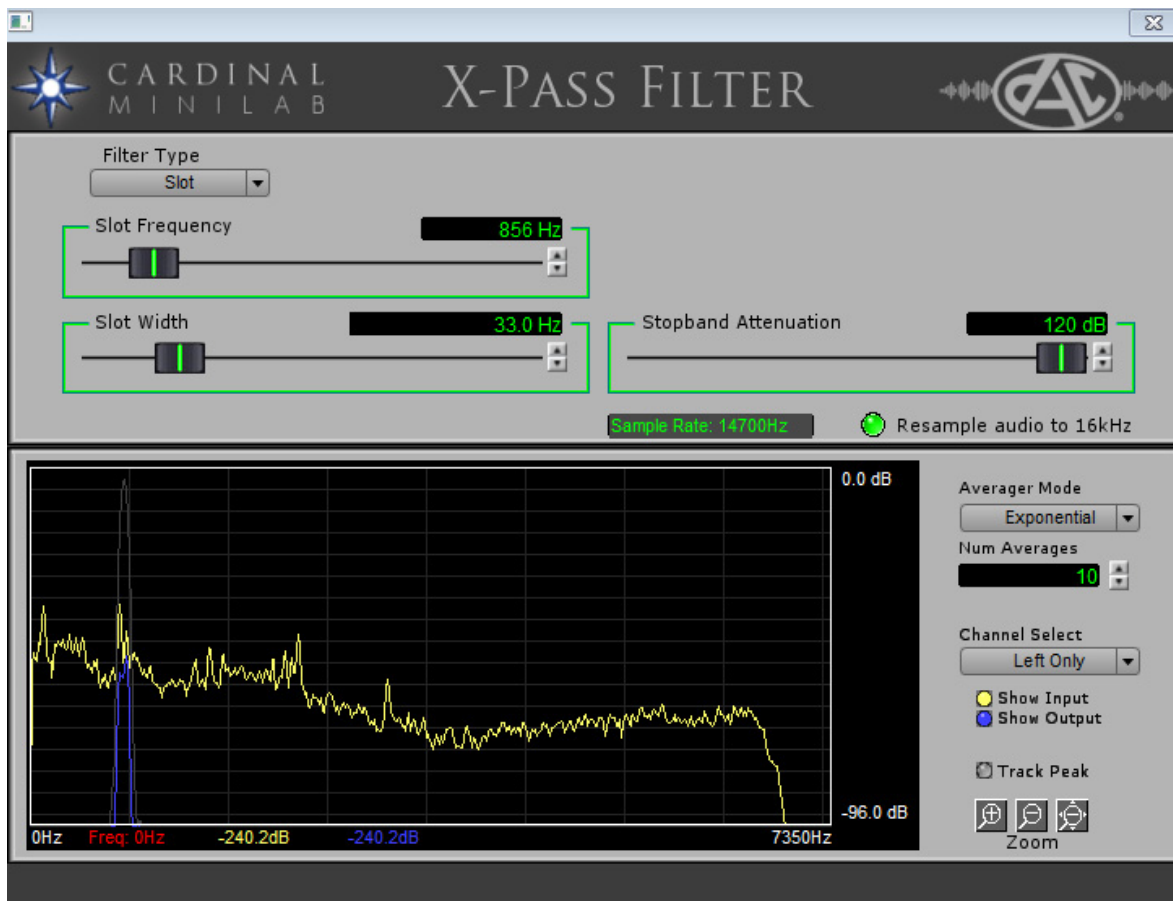 CARDINAL
MINILAB
X-PASS FILTER
DAC
Filter Type
Slot
Slot Frequency
856 Hz
Slot Width
33.0 Hz
Stopband Attenuation
120 dB
Sample Rate: 14700Hz
Resample audio to 16kHz
0.0 dB
-96.0 dB
0Hz
Freq: 0Hz
-240.2dB
-240.2dB
7350Hz
Averager Mode
Exponential
Num Averages
10
Channel Select
Left Only
Show Input
Show Output
Track Peak
Zoom